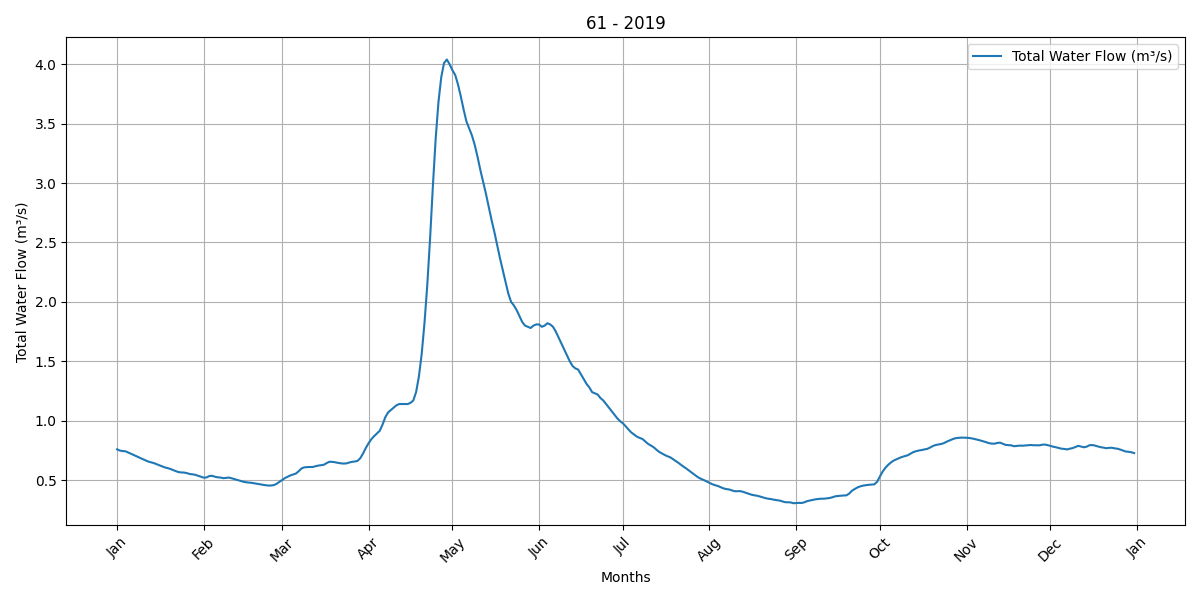 61 - 2019
Total Water Flow (m³/s)
Total Water Flow (m³/s)
4.0
3.5
3.0
2.5
2.0
1.5
1.0
0.5
Jan
Feb
Mar
Apr
May
Jun
Jul
Aug
Sep
Oct
Nov
Dec
Jan
Months